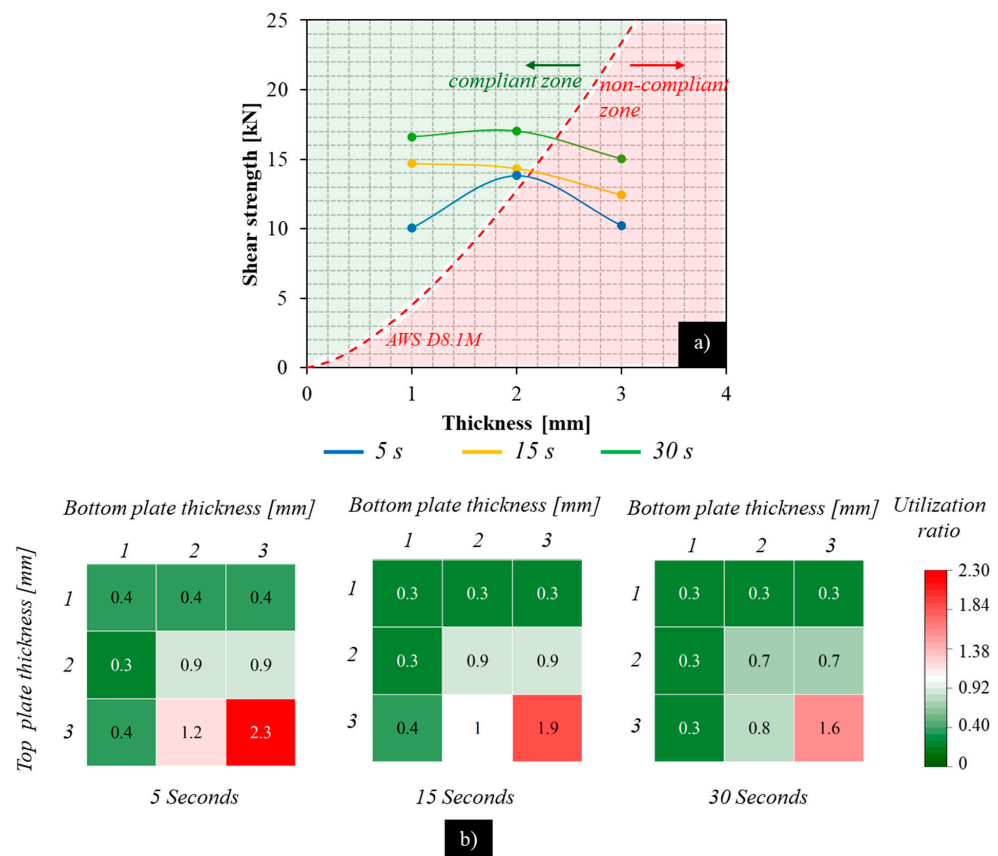 25
20
15
10
5
0
Shear strength [kN]
compliant zone
non-compliant
zone
AWS D8.1M
a)
0 1 2 3 4
Thickness [mm]
5 s 15 s 30 s
Bottom plate thickness [mm]
1 2 3
Top plate thickness [mm]
1 0.4 0.4 0.4
2 0.3 0.9 0.9
3 0.4 1.2 2.3
5 Seconds
Bottom plate thickness [mm]
1 2 3
1 0.3 0.3 0.3
2 0.3 0.9 0.9
3 0.4 1 1.9
15 Seconds
Bottom plate thickness [mm]
1 2 3
1 0.3 0.3 0.3
2 0.3 0.7 0.7
3 0.3 0.8 1.6
30 Seconds
Utilization
ratio
2.30
1.84
1.38
0.92
0.40
0
b)